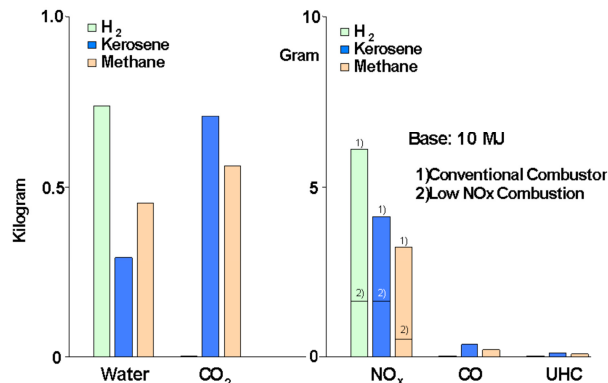 1.0
H2
Kerosene
Methane
0.5
0
Kilogram
Water
CO2
10
Gram
H2
Kerosene
Methane
Base: 10 MJ
1)Conventional Combustor
2)Low NOx Combustion
5
0
1)
1)
1)
2)
2)
2)
NOx
CO
UHC